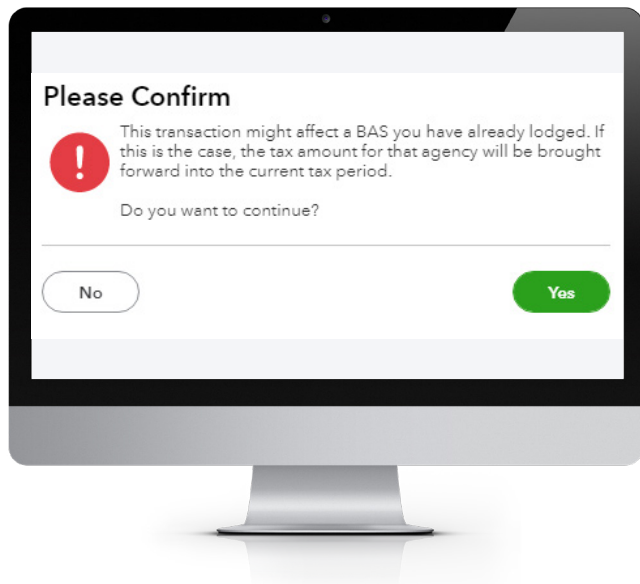 Please Confirm
This transaction might affect a BAS you have already lodged. If
this is the case, the tax amount for that agency will be brought
forward into the current tax period.
Do you want to continue?
No
Yes